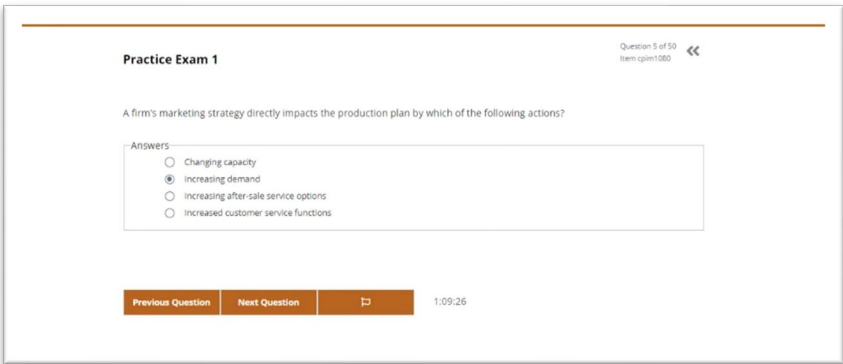 Practice Exam 1
Question 5 of 50
Item cpim1080
A firm's marketing strategy directly impacts the production plan by which of the following actions?
Answers
Changing capacity
Increasing demand
Increasing after-sale service options
Increased customer service functions
Previous Question
Next Question
1:09:26